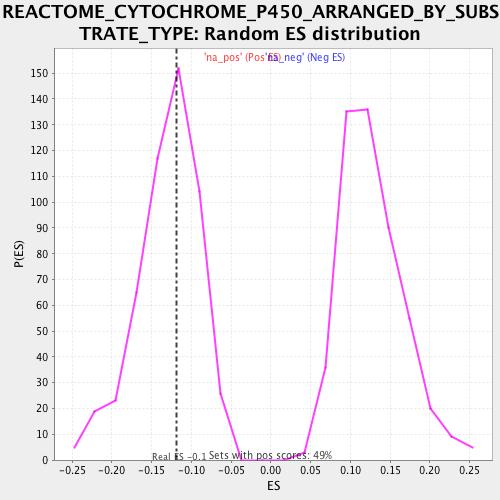 REACTOME_CYTOCHROME_P450_ARRANGED_BY_SUBS
TRATE_TYPE: Random ES distribution
'na_pos' (Pos ES)
'na_neg' (Neg ES)
150
140
130
120
110
100
90
80
70
60
50
40
30
20
10
0
P(ES)
Real ES -0.1
Sets with pos scores: 49%
-0.25 -0.20 -0.15 -0.10 -0.05 0.00 0.05 0.10 0.15 0.20 0.25
ES